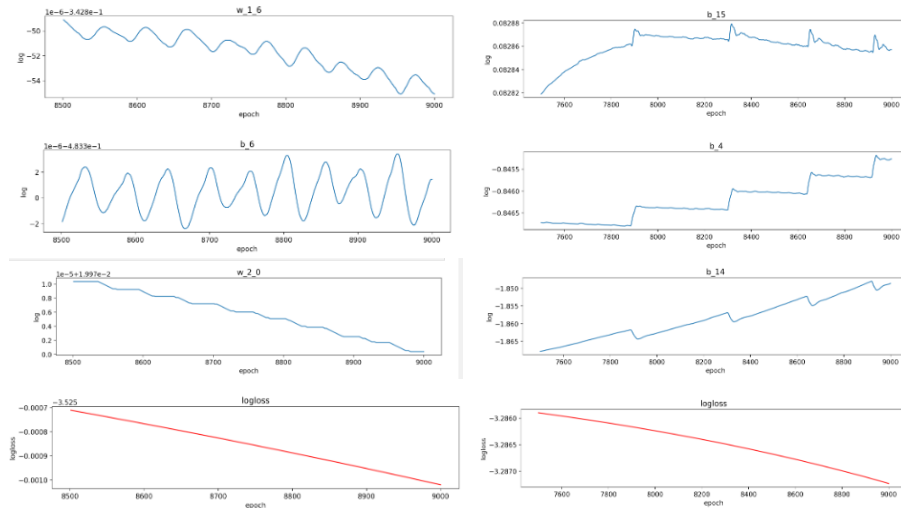 w_1_6
1e−6−3.428e−1
−50
−52
−54
log
8500 8600 8700 8800 8900 9000
epoch
b_15
0.08288
0.08286
0.08284
0.08282
log
7600 7800 8000 8200 8400 8600 8800 9000
epoch
b_6
1e−6−4.833e−1
2
0
−2
log
8500 8600 8700 8800 8900 9000
epoch
b_4
−0.8455
−0.8460
−0.8465
log
7600 7800 8000 8200 8400 8600 8800 9000
epoch
w_2_0
1e−5+1.997e−2
1.0
0.8
0.6
0.4
0.2
0.0
log
8500 8600 8700 8800 8900 9000
epoch
b_14
−1.850
−1.855
−1.860
−1.865
log
7600 7800 8000 8200 8400 8600 8800 9000
epoch
logloss
−3.525
−0.0007
−0.0008
−0.0009
−0.0010
logloss
8500 8600 8700 8800 8900 9000
epoch
logloss
−3.2860
−3.2865
−3.2870
logloss
7600 7800 8000 8200 8400 8600 8800 9000
epoch